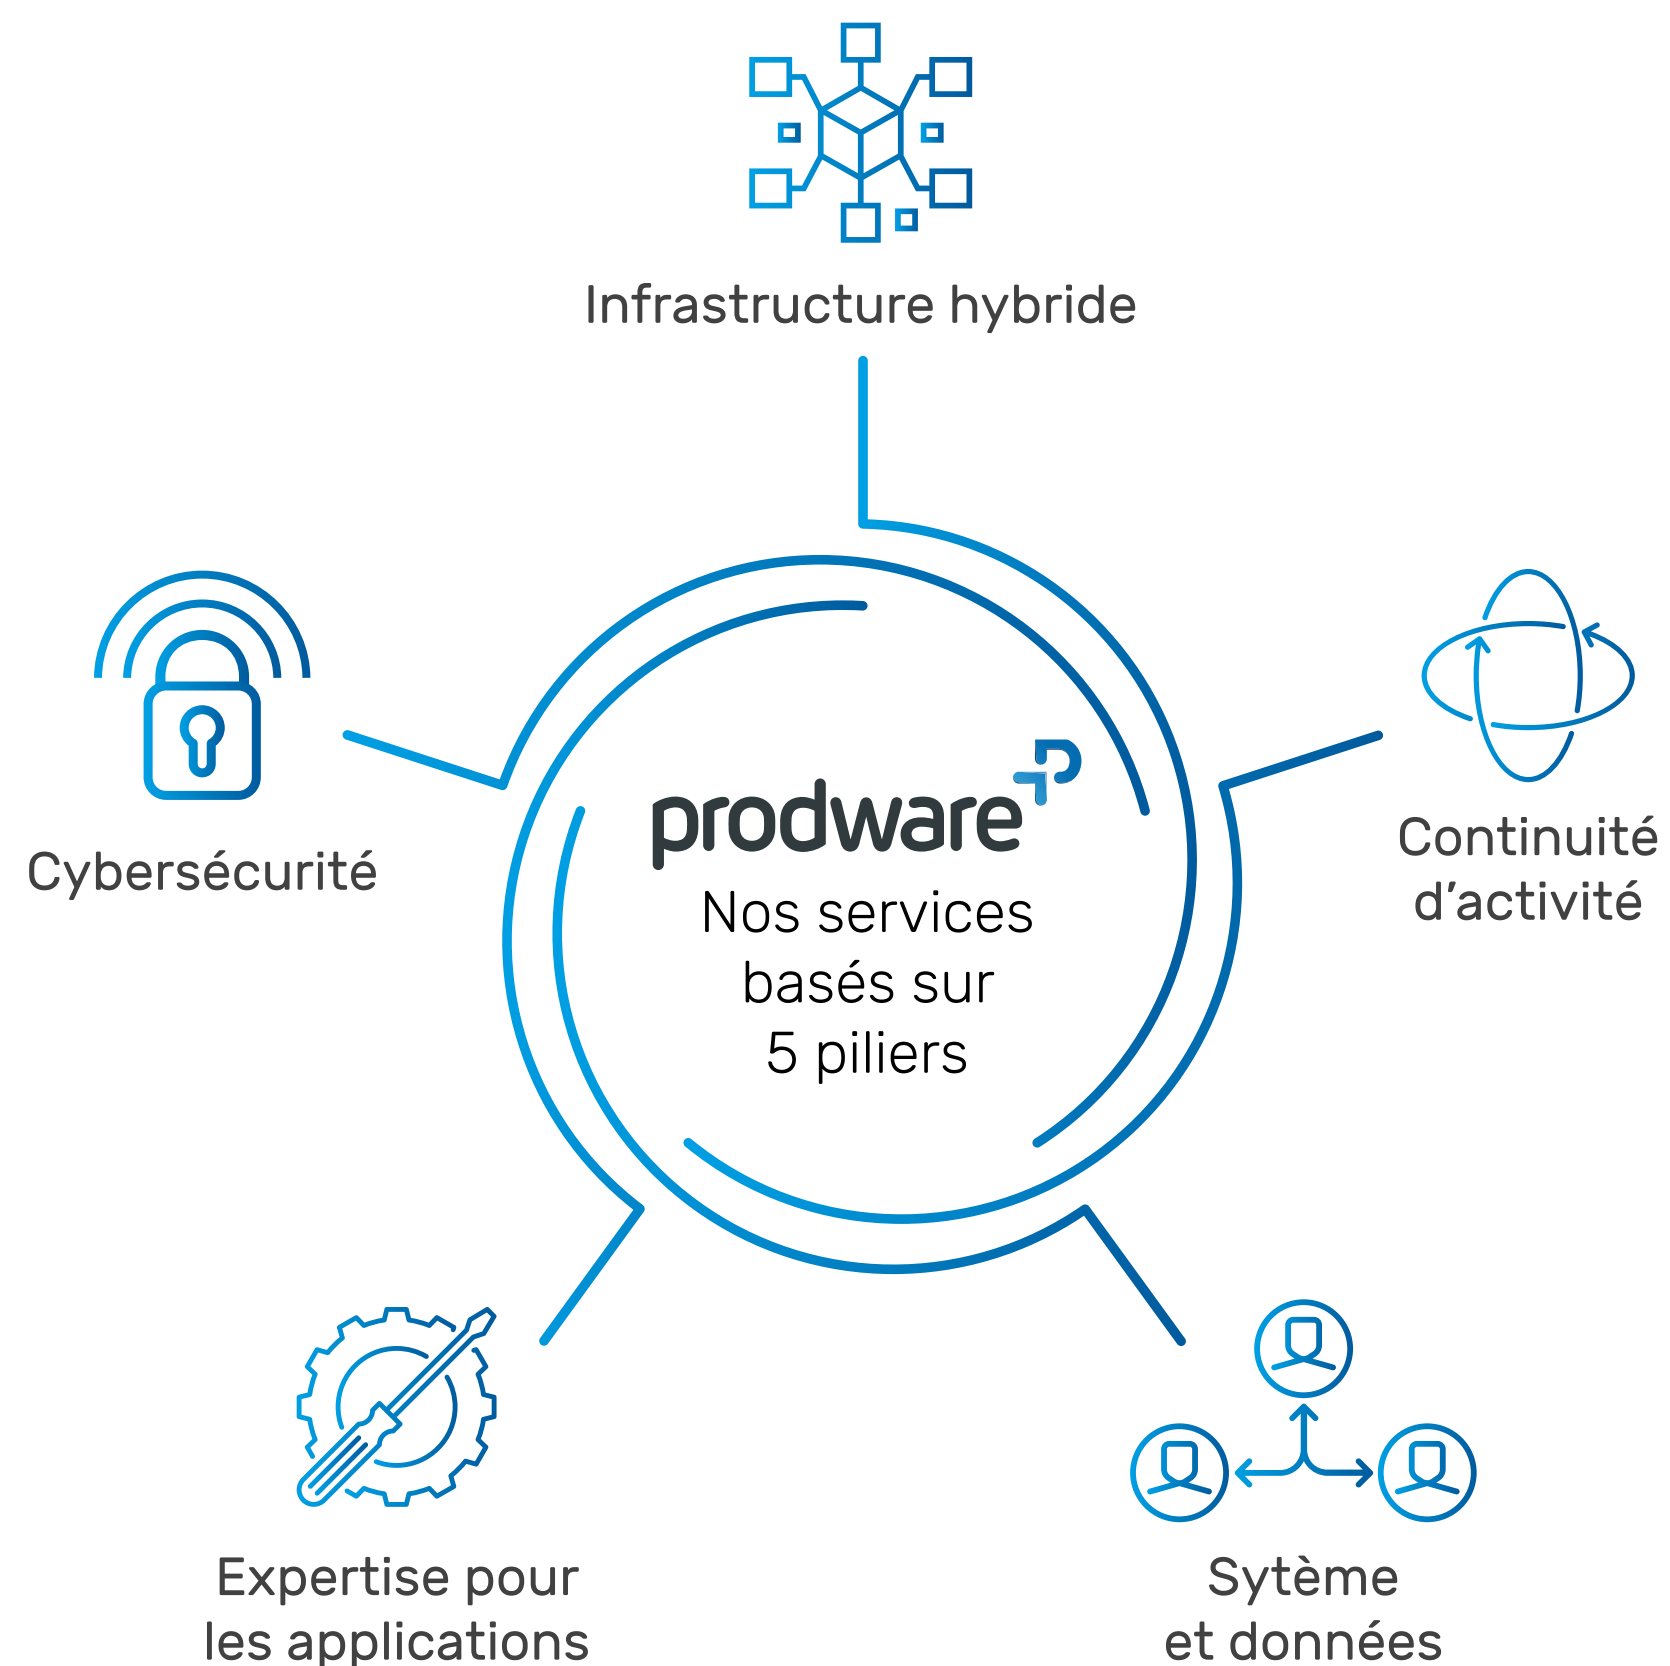 Infrastructure hybride
Cybersécurité
Continuité
d’activité
prodware
Nos services
basés sur
5 piliers
Expertise pour
les applications
Sytème
et données